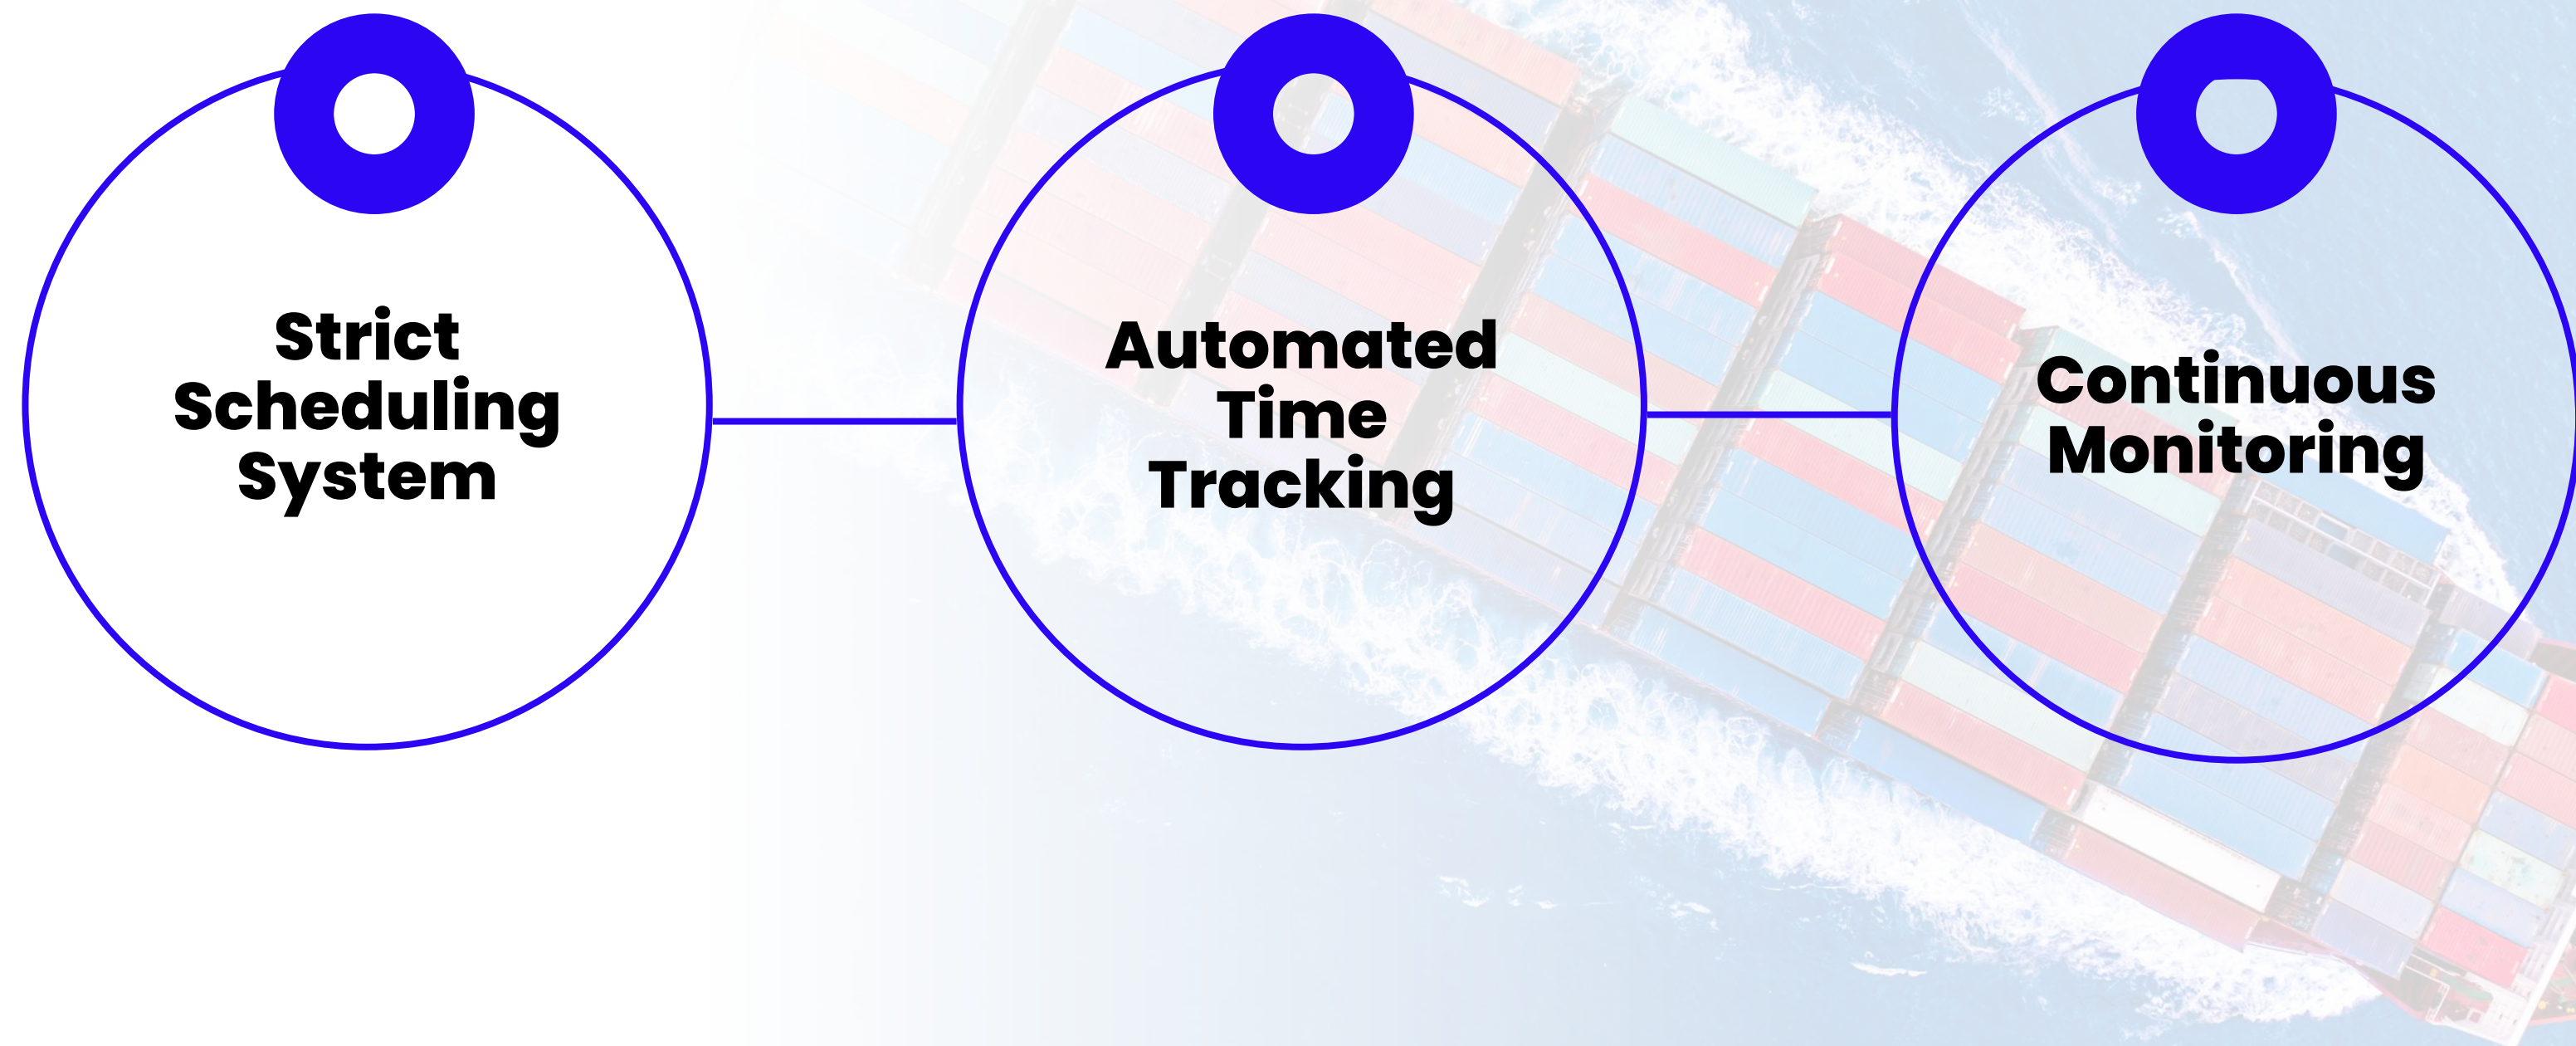 Strict
Scheduling
System
Automated
Time
Tracking
Continuous
Monitoring